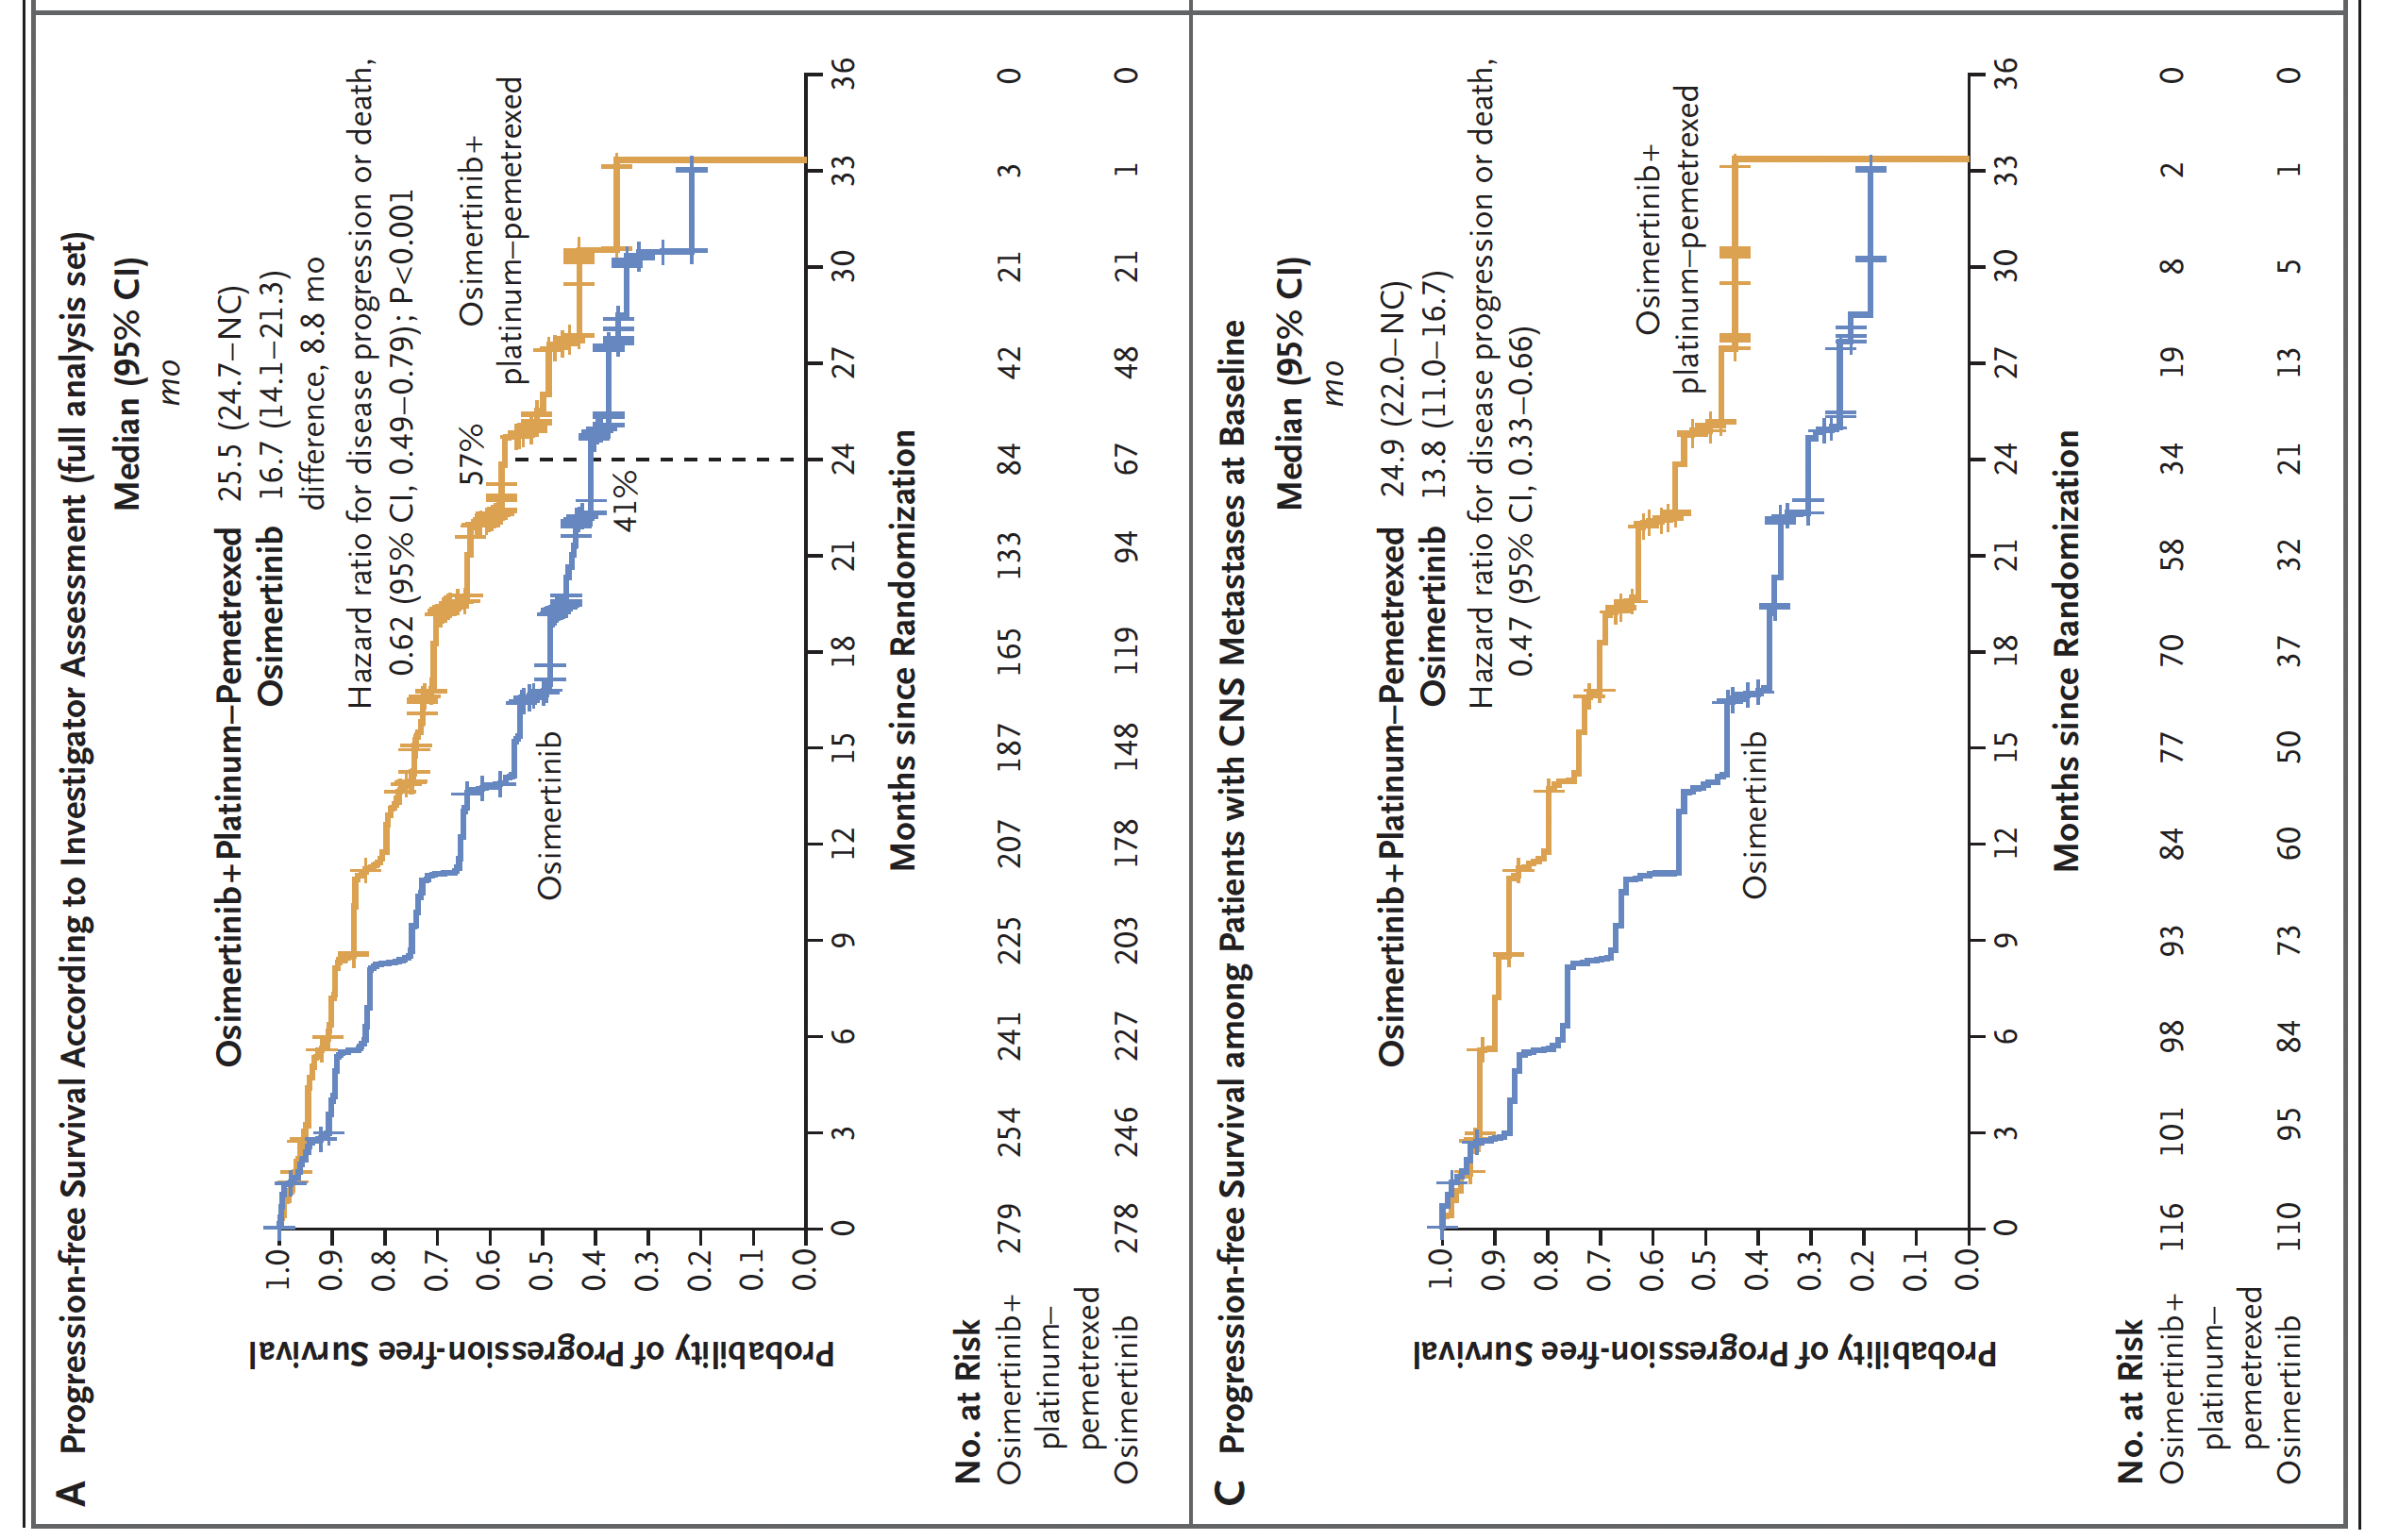 A Progression-free Survival According to Investigator Assessment (full analysis set)
Median (95% CI)
mo
Osimertinib+Platinum–Pemetrexed 25.5 (24.7–NC)
Osimertinib 16.7 (14.1–21.3)
difference, 8.8 mo
Hazard ratio for disease progression or death,
0.62 (95% CI, 0.49–0.79); P<0.001
Probability of Progression-free Survival
1.0
0.9
0.8
0.7
0.6
0.5
0.4
0.3
0.2
0.1
0.0
57%
41%
Osimertinib+
platinum–pemetrexed
Osimertinib
0 3 6 9 12 15 18 21 24 27 30 33 36
Months since Randomization
No. at Risk
Osimertinib+ 279 254 241 225 207 187 165 133 84 42 21 3 0
platinum–
pemetrexed
Osimertinib 278 246 227 203 178 148 119 94 67 48 21 1 0
C Progression-free Survival among Patients with CNS Metastases at Baseline
Median (95% CI)
mo
Osimertinib+Platinum–Pemetrexed 24.9 (22.0–NC)
Osimertinib 13.8 (11.0–16.7)
Hazard ratio for disease progression or death,
0.47 (95% CI, 0.33–0.66)
Probability of Progression-free Survival
1.0
0.9
0.8
0.7
0.6
0.5
0.4
0.3
0.2
0.1
0.0
Osimertinib+
platinum–pemetrexed
Osimertinib
0 3 6 9 12 15 18 21 24 27 30 33 36
Months since Randomization
No. at Risk
Osimertinib+ 116 101 98 93 84 77 70 58 34 19 8 2 0
platinum–
pemetrexed
Osimertinib 110 95 84 73 60 50 37 32 21 13 5 1 0